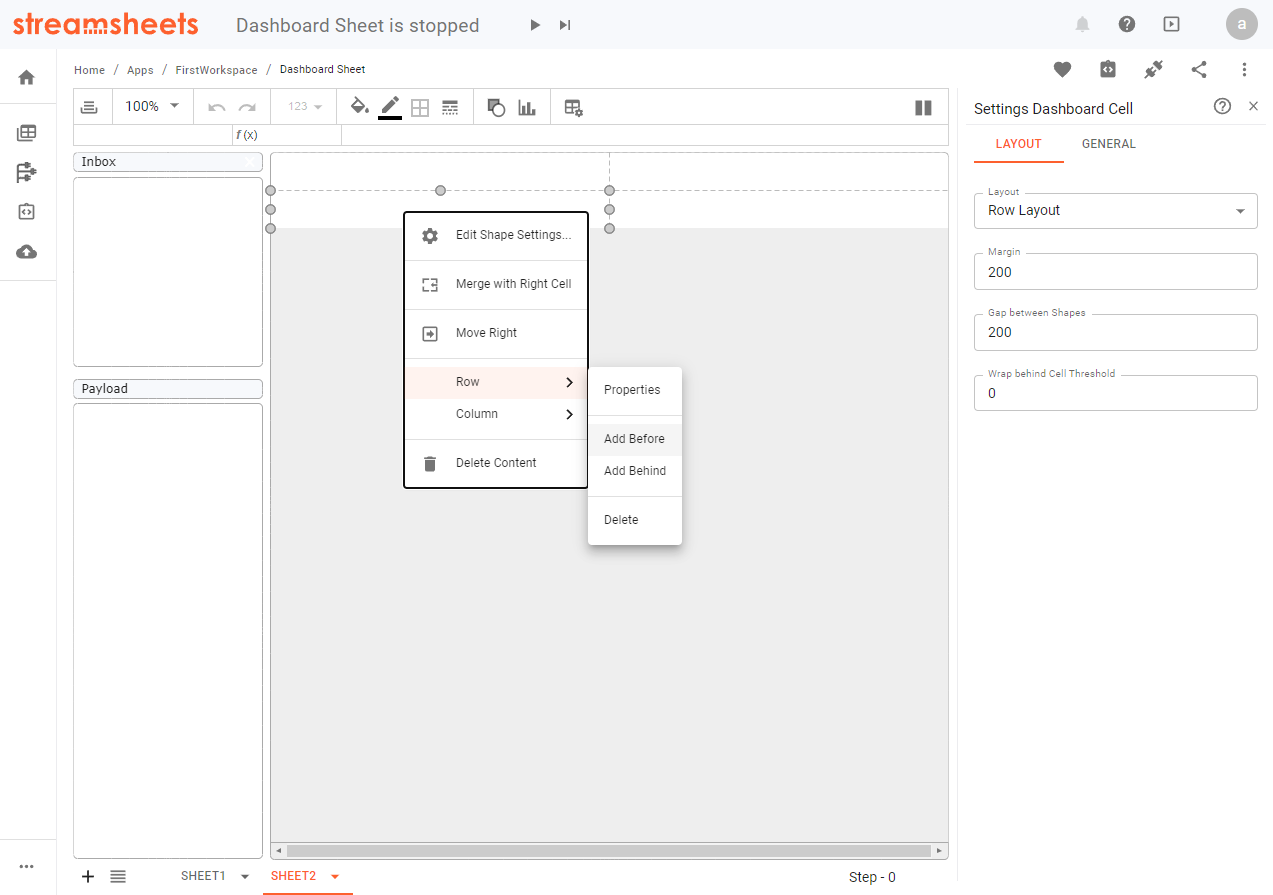 streamsheets
Dashboard Sheet is stopped
a
Home / Apps / FirstWorkspace / Dashboard Sheet
100%
123
f (x)
Inbox
Payload
Edit Shape Settings...
Merge with Right Cell
Move Right
Row
Column
Delete Content
Properties
Add Before
Add Behind
Delete
Settings Dashboard Cell
LAYOUT
GENERAL
Layout
Row Layout
Margin
200
Gap between Shapes
200
Wrap behind Cell Threshold
0
SHEET1
SHEET2
Step - 0